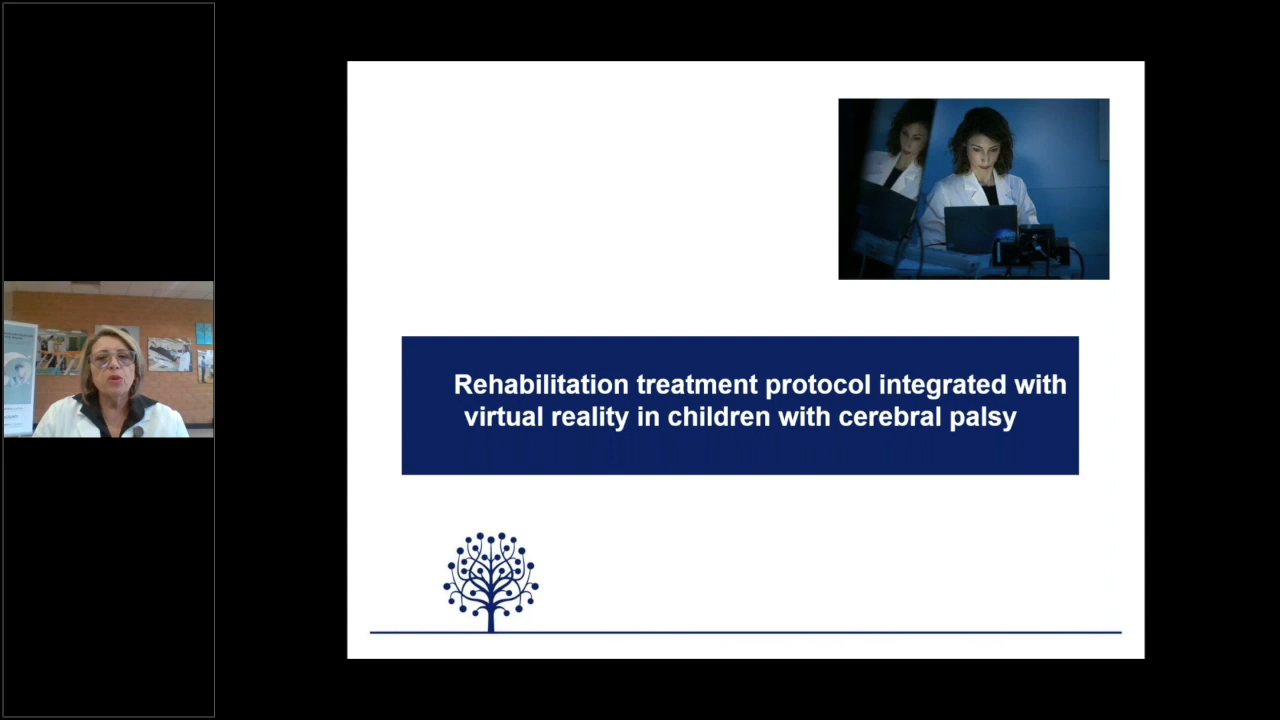 Rehabilitation treatment protocol integrated with
virtual reality in children with cerebral palsy